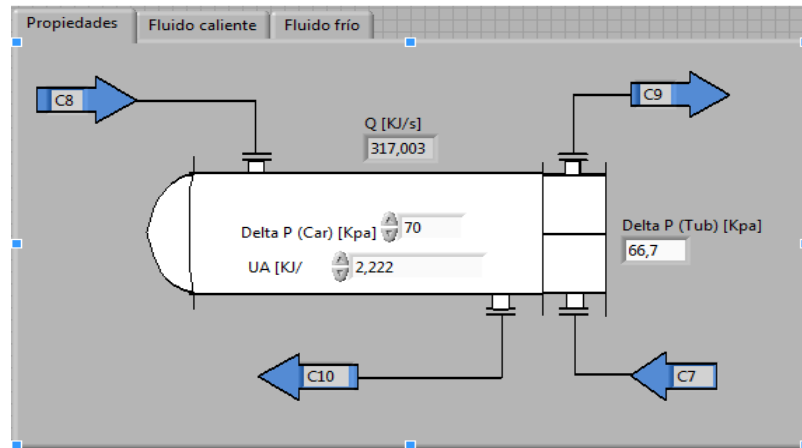 Propiedades
Fluido caliente
Fluido frío
C8
C9
Q [KJ/s]
317,003
Delta P (Car) [Kpa]
70
Delta P (Tub) [Kpa]
66,7
UA [KJ/
2,222
C10
C7